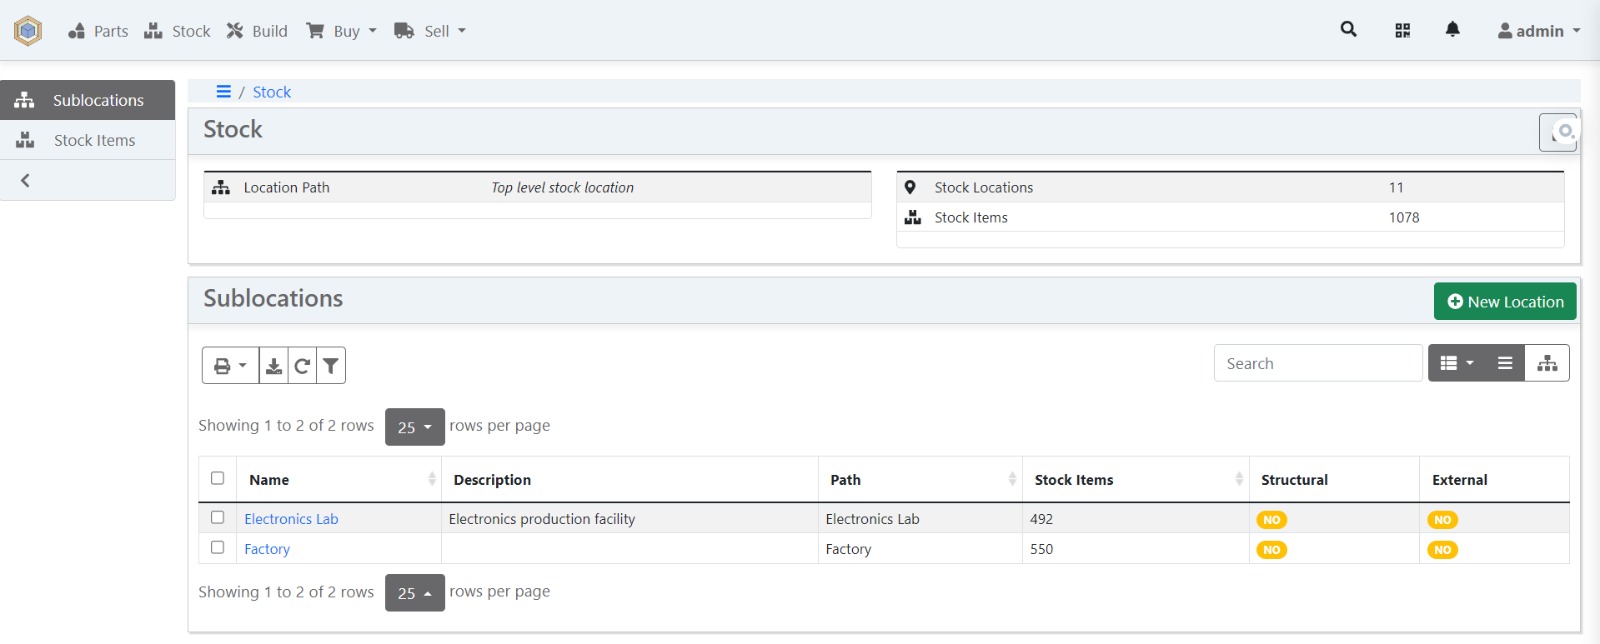 Parts Stock Build Buy Sell admin
Sublocations
Stock Items
/ Stock
Stock
Location Path Top level stock location
Stock Locations 11
Stock Items 1078
Sublocations
New Location
Search
Showing 1 to 2 of 2 rows 25 rows per page
Name Description Path Stock Items Structural External
Electronics Lab Electronics production facility Electronics Lab 492 NO NO
Factory Factory 550 NO NO
Showing 1 to 2 of 2 rows 25 rows per page